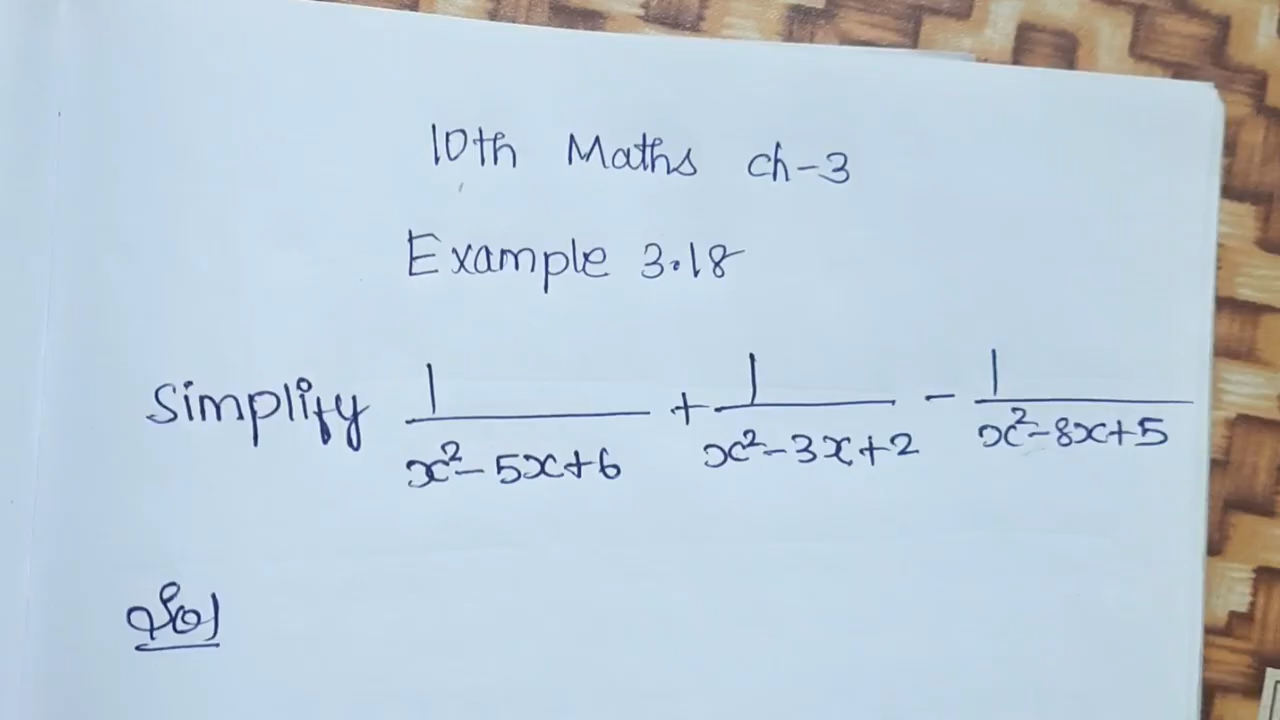 10th Maths ch-3
Example 3.18
Simplify 1/(x²-5x+6) + 1/(x²-3x+2) - 1/(x²-8x+5)
Sol